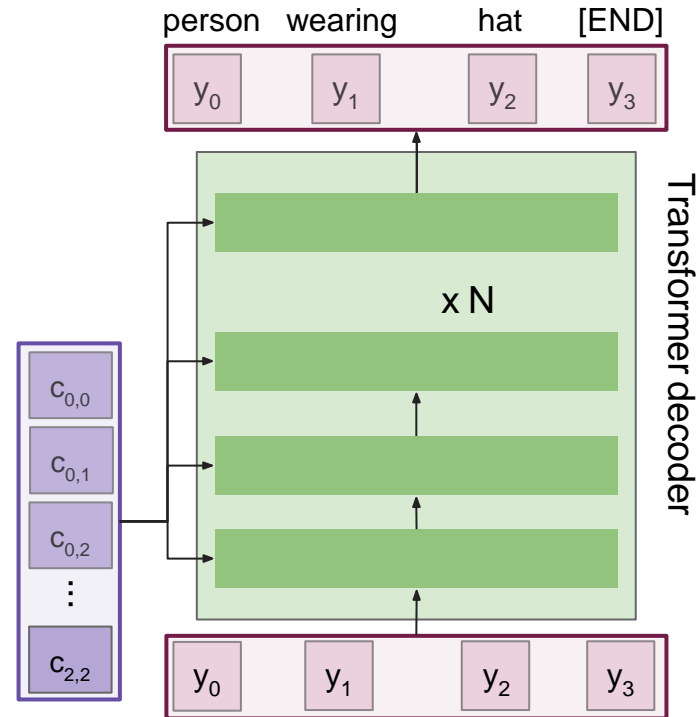 person wearing hat [END]
y0 y1 y2 y3
Transformer decoder
x N
c0,0
c0,1
c0,2
...
c2,2
y0 y1 y2 y3